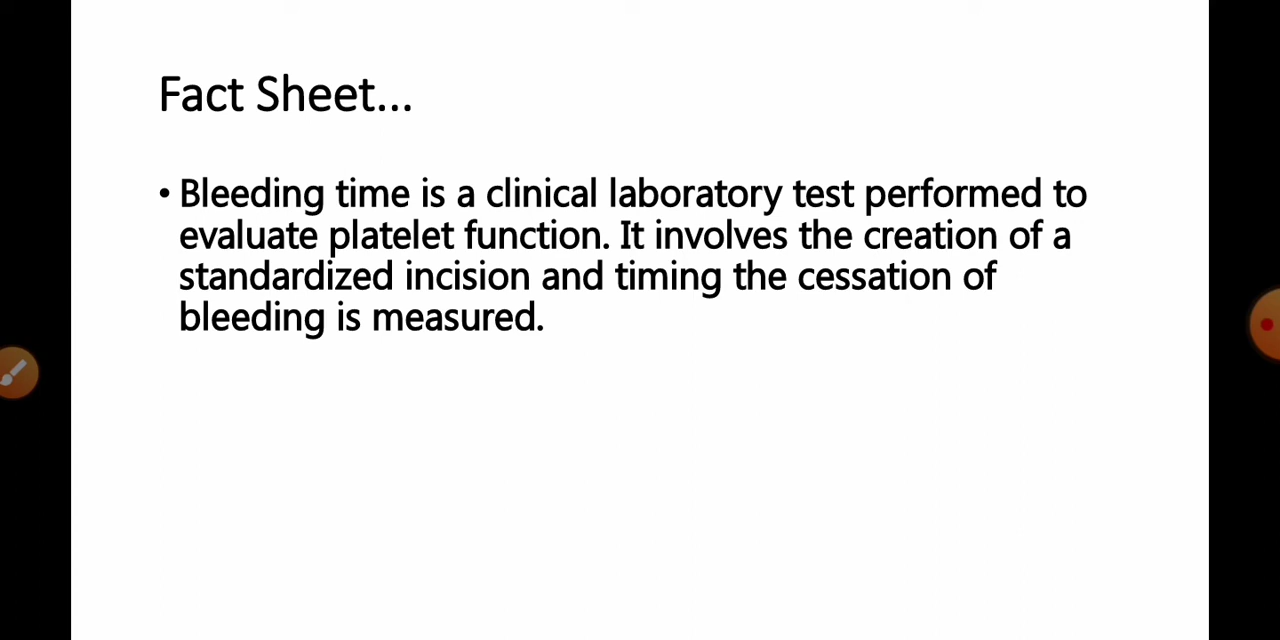 Fact Sheet...
• Bleeding time is a clinical laboratory test performed to
evaluate platelet function. It involves the creation of a
standardized incision and timing the cessation of
bleeding is measured.